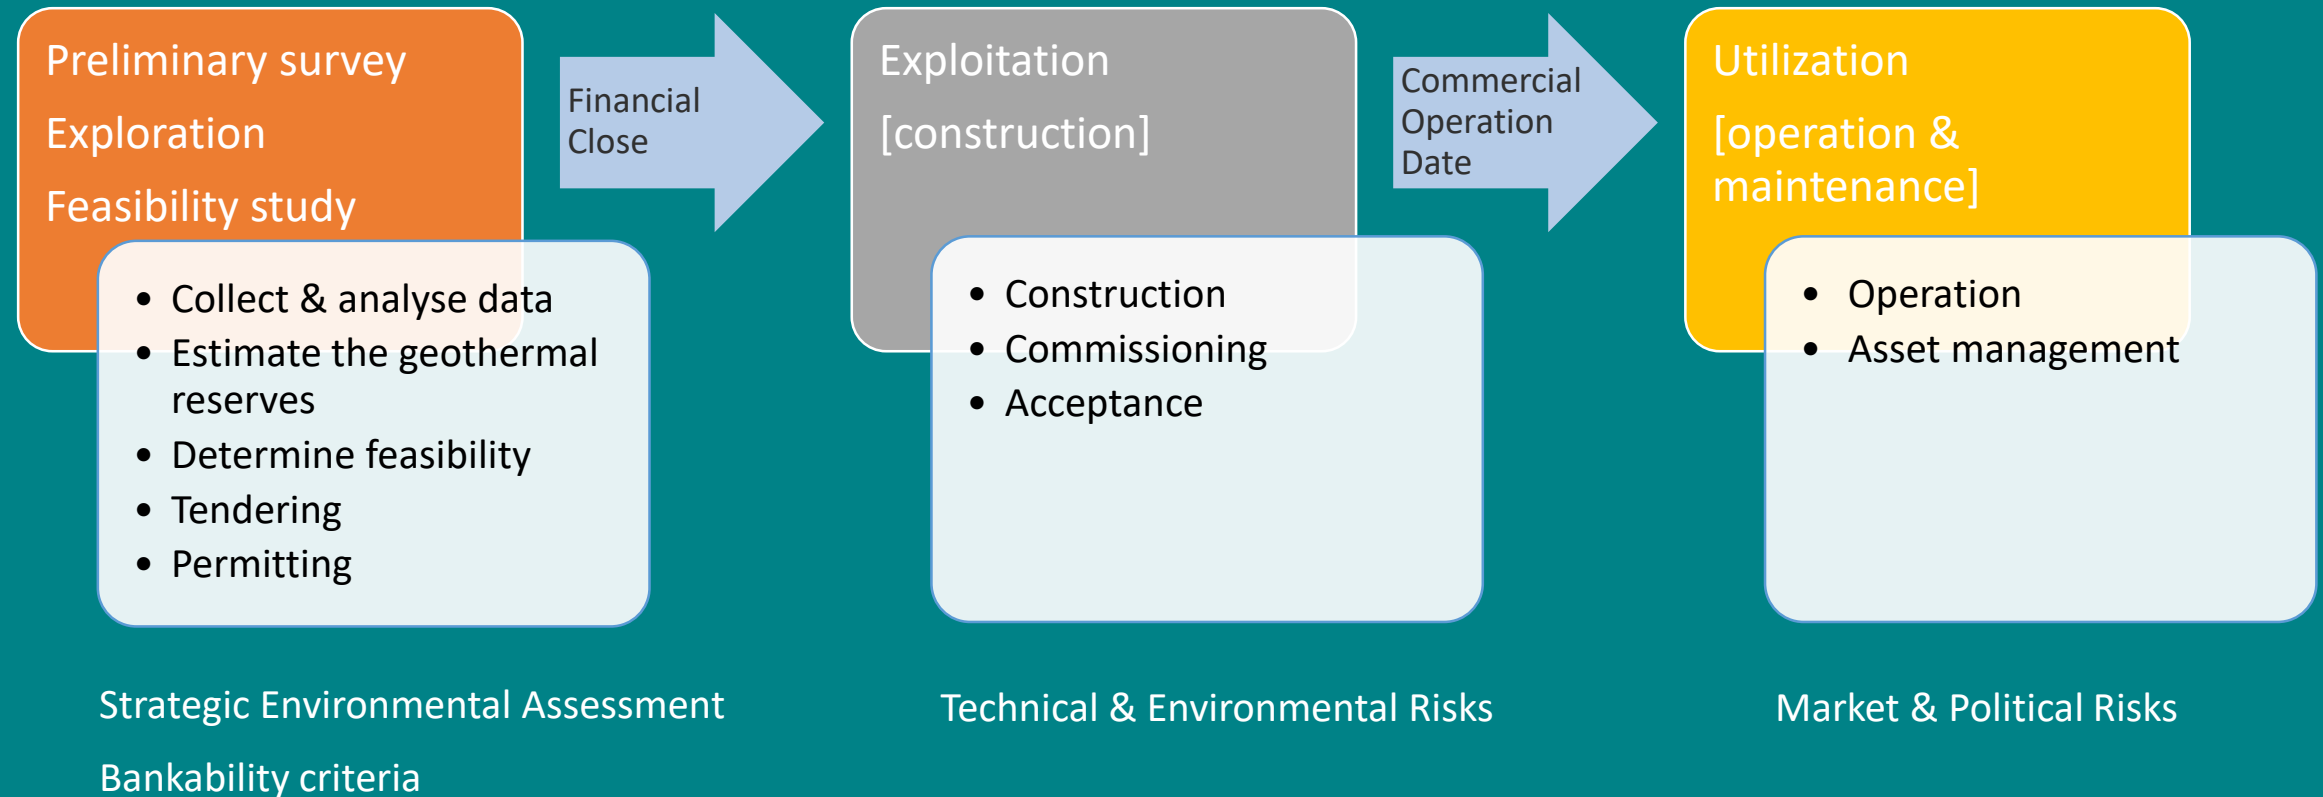 Preliminary survey
Exploration
Feasibility study
• Collect & analyse data
• Estimate the geothermal
reserves
• Determine feasibility
• Tendering
• Permitting
Strategic Environmental Assessment
Bankability criteria
Financial
Close
Exploitation
[construction]
• Construction
• Commissioning
• Acceptance
Technical & Environmental Risks
Commercial
Operation
Date
Utilization
[operation &
maintenance]
• Operation
• Asset management
Market & Political Risks